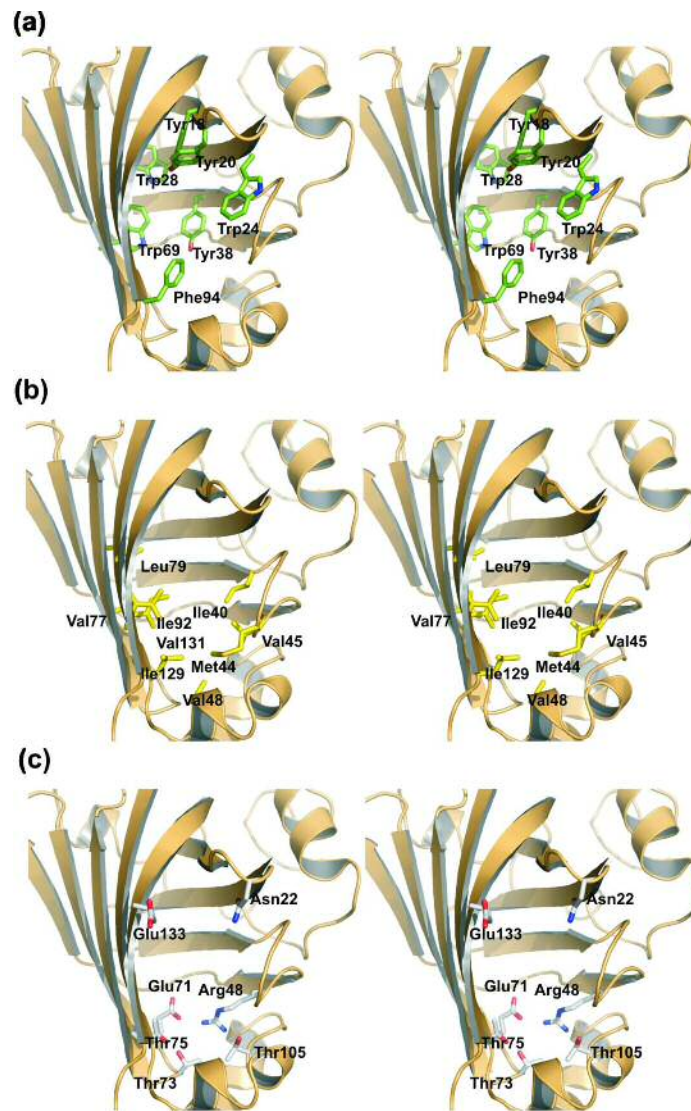 (a)
Tyr18 Tyr18
Tyr20 Tyr20
Trp28 Trp28
Trp24 Trp24
Trp69 Tyr38 Trp69 Tyr38
Phe94 Phe94
(b)
Leu79 Leu79
Val77 Ile92 Ile40 Val77 Ile92 Ile40
Val131 Val45 Val45
Ile129 Met44 Ile129 Met44
Val48 Val48
(c)
Asn22 Asn22
Glu133 Glu133
Glu71 Arg48 Glu71 Arg48
Thr75 Thr105 Thr75 Thr105
Thr73 Thr73